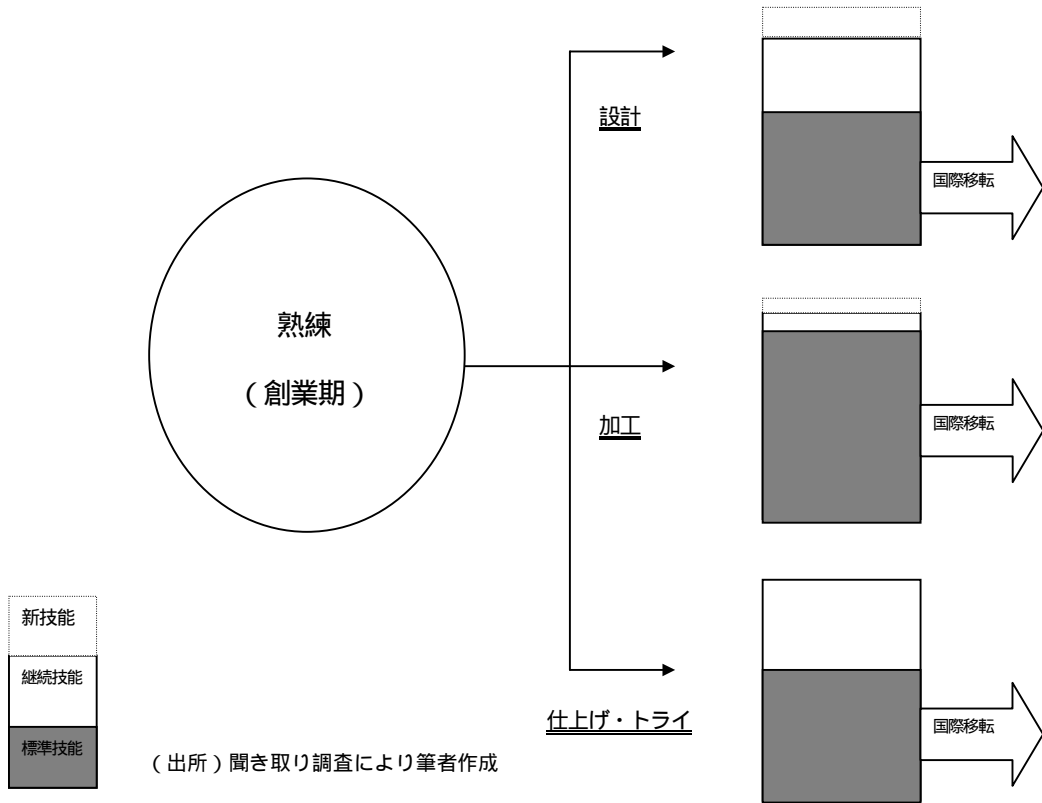 設計
国際移転
熟練
（創業期）
加工
国際移転
仕上げ・トライ
国際移転
新技能
継続技能
標準技能
（出所）聞き取り調査により筆者作成